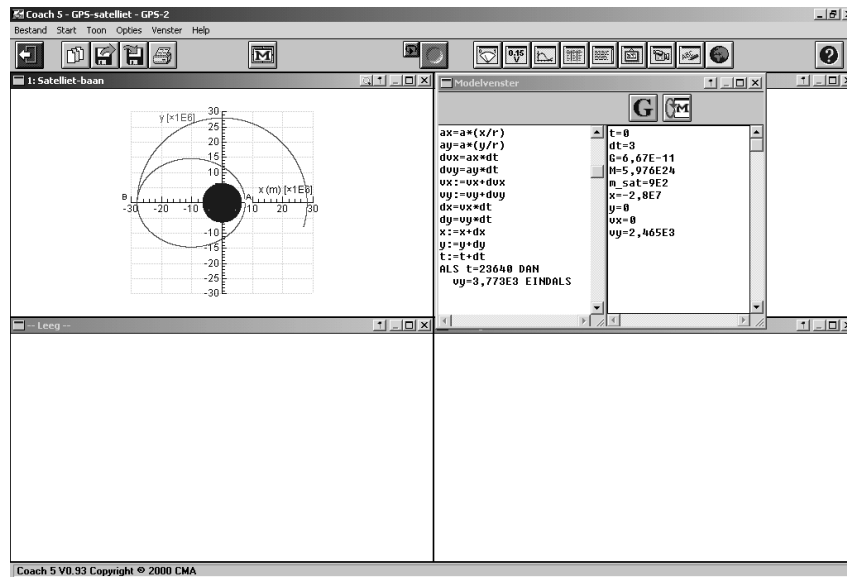 Coach 5 - GPS-satelliet - GPS-2
Bestand Start Toon Opties Venster Help
M
0.15
V
?
1: Satelliet-baan
y [×1E6]
30
25
20
15
10
B
A
x (m) [×1E6]
-30 -20 -10 0 10 20 30
-10
-15
-20
-25
-30
Modelvenster
G M
ax=a*(x/r)
ay=a*(y/r)
dvx=ax*dt
dvy=ay*dt
vx:=vx+dvx
vy:=vy+dvy
dx=vx*dt
dy=vy*dt
x:=x+dx
y:=y+dy
t:=t+dt
ALS t=23640 DAN
vy=3,773E3 EINDALS
t=0
dt=3
G=6,67E-11
M=5,976E24
m_sat=9E2
x=-2,8E7
y=0
vx=0
vy=2,465E3
-- Leeg --
Coach 5 V0.93 Copyright © 2000 CMA